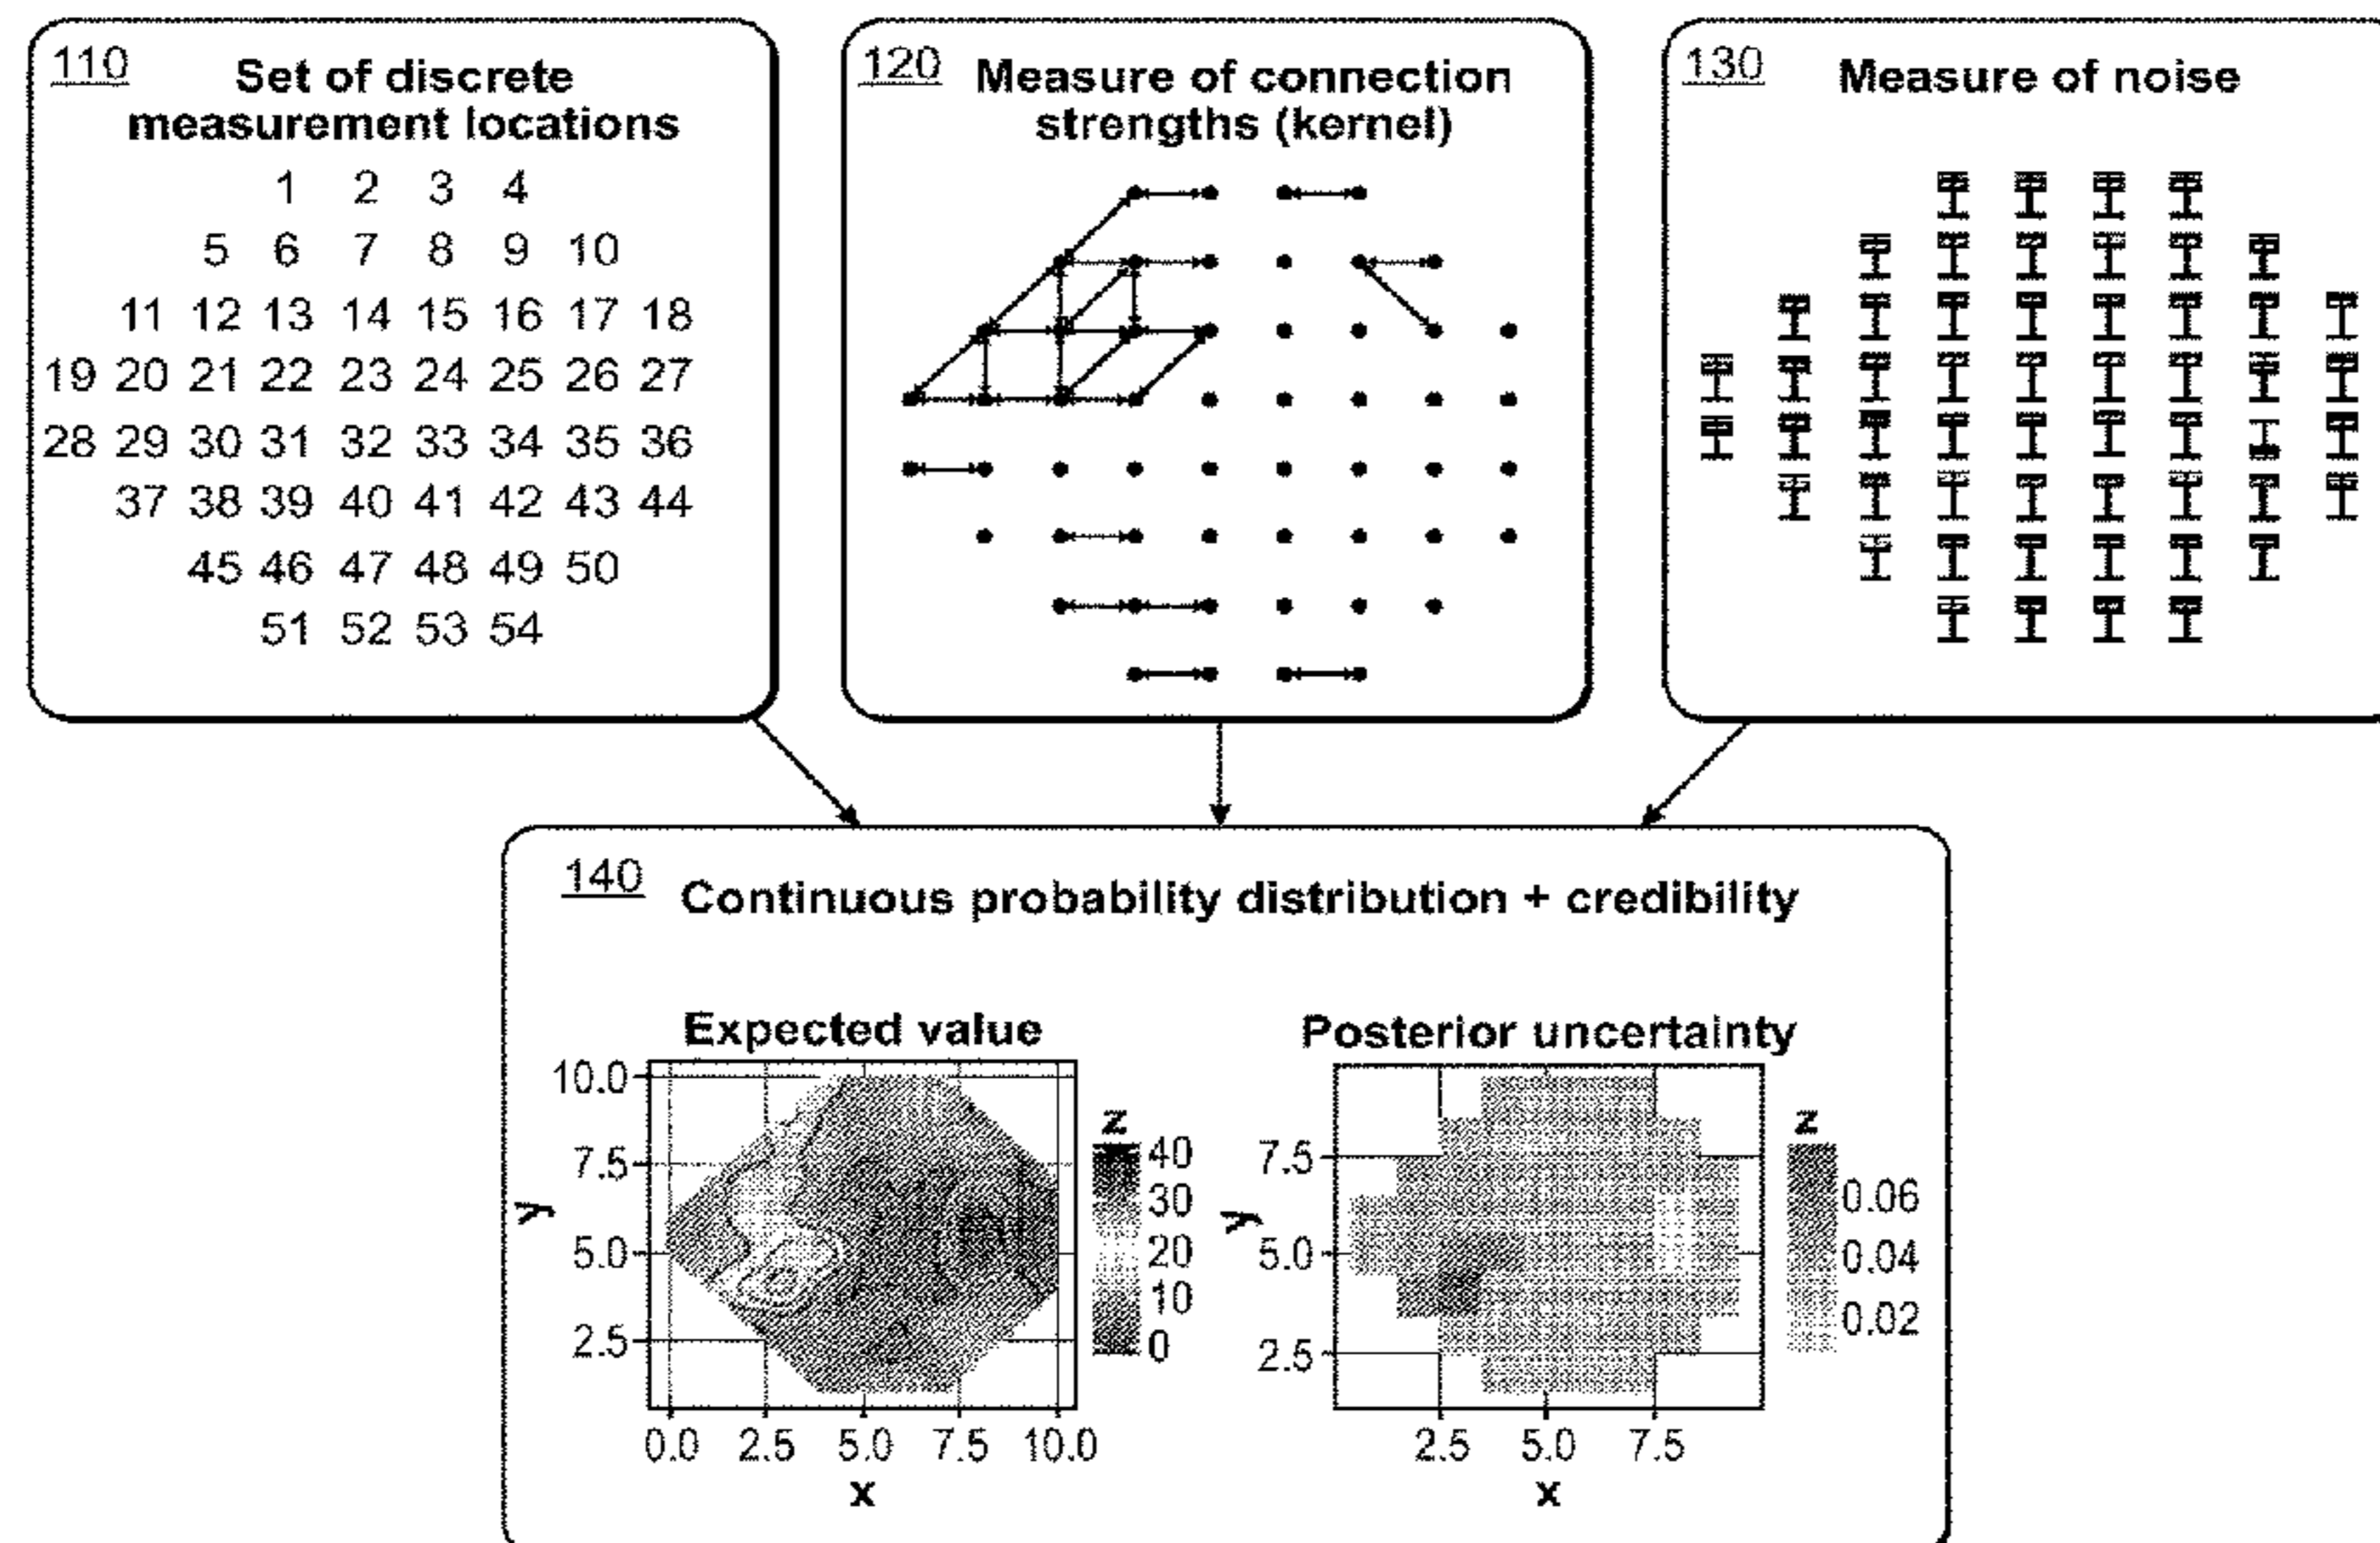 110
Set of discrete
measurement locations
1 2 3 4
5 6 7 8 9 10
11 12 13 14 15 16 17 18
19 20 21 22 23 24 25 26 27
28 29 30 31 32 33 34 35 36
37 38 39 40 41 42 43 44
45 46 47 48 49 50
51 52 53 54
120
Measure of connection
strengths (kernel)
130
Measure of noise
140
Continuous probability distribution + credibility
Expected value
10.0
7.5
5.0
2.5
y
0.0 2.5 5.0 7.5 10.0
x
z
40
30
20
10
0
Posterior uncertainty
7.5
5.0
2.5
y
2.5 5.0 7.5
x
z
0.06
0.04
0.02